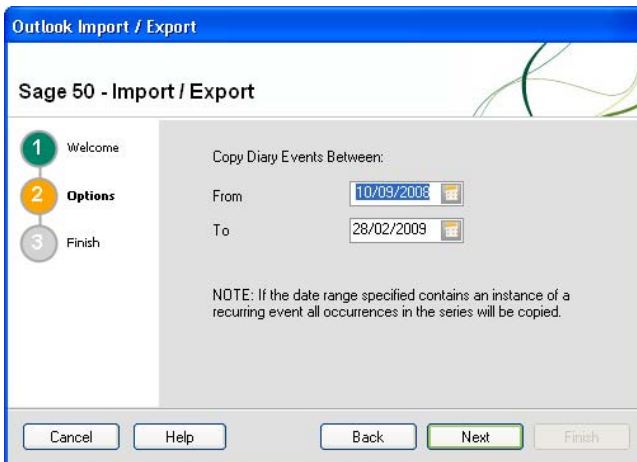 Outlook Import / Export
Sage 50 - Import / Export
1 Welcome
2 Options
3 Finish
Copy Diary Events Between:
From 10/09/2008
To 28/02/2009
NOTE: If the date range specified contains an instance of a
recurring event all occurrences in the series will be copied.
Cancel Help Back Next Finish